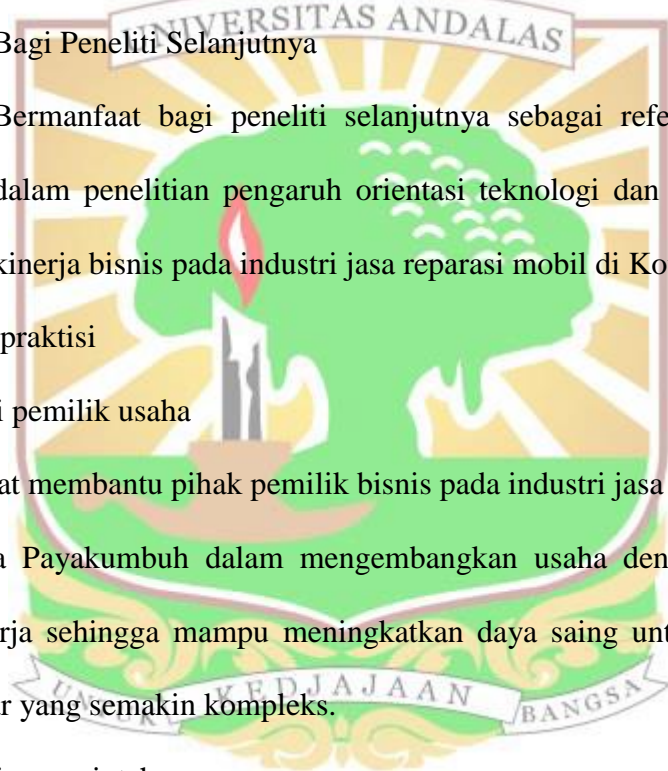 UNIVERSITAS ANDALAS
Bagi Peneliti Selanjutnya
Bermanfaat bagi peneliti selanjutnya sebagai refe
dalam penelitian pengaruh orientasi teknologi dan
kinerja bisnis pada industri jasa reparasi mobil di Ko
praktisi
i pemilik usaha
at membantu pihak pemilik bisnis pada industri jasa
a Payakumbuh dalam mengembangkan usaha den
rja sehingga mampu meningkatkan daya saing unt
r yang semakin kompleks.
UNTUK KEDJAJAAN BANGSA